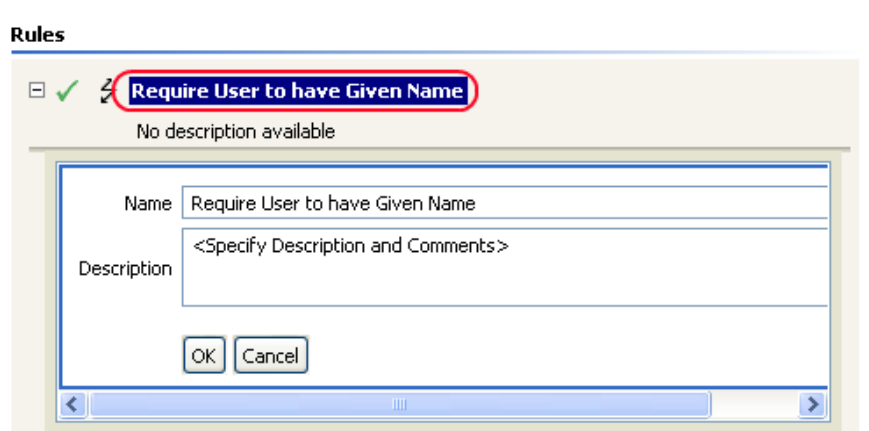 Rules
Require User to have Given Name
No description available
Name Require User to have Given Name
Description <Specify Description and Comments>
OK Cancel